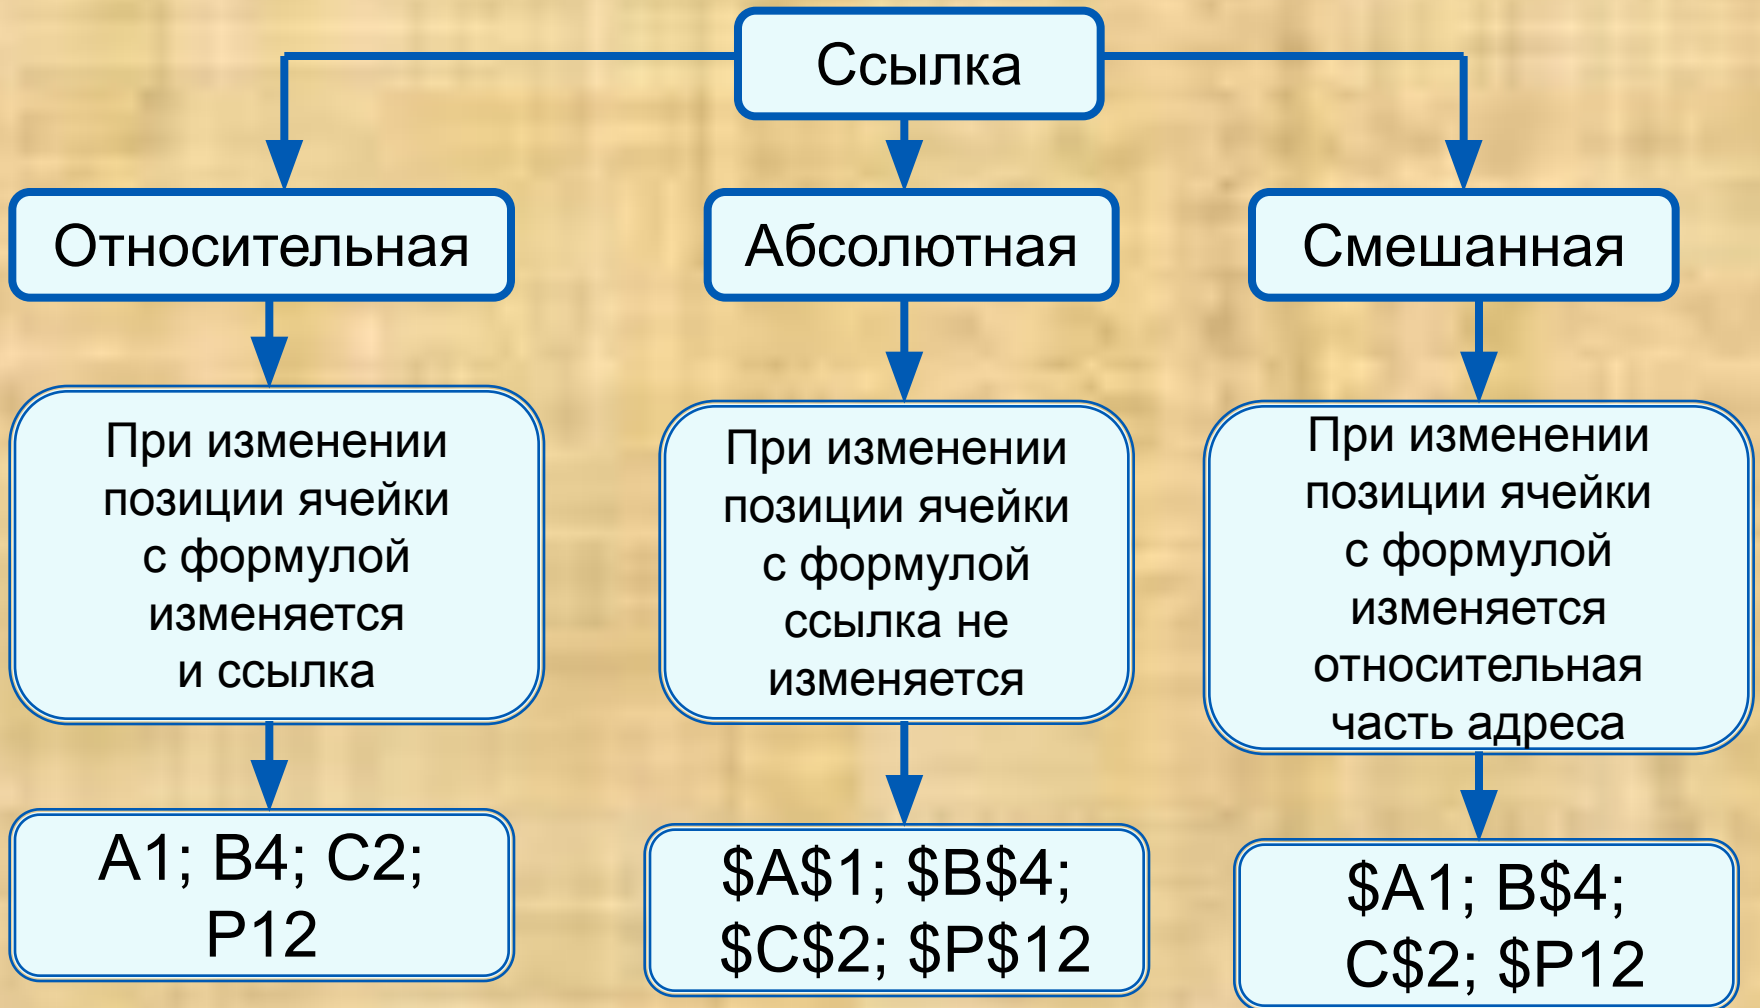 Ссылка
Относительная
Абсолютная
Смешанная
При изменении
позиции ячейки
с формулой
изменяется
и ссылка
При изменении
позиции ячейки
с формулой
ссылка не
изменяется
При изменении
позиции ячейки
с формулой
изменяется
относительная
часть адреса
A1; B4; C2;
P12
$A$1; $B$4;
$C$2; $P$12
$A1; B$4;
C$2; $P12